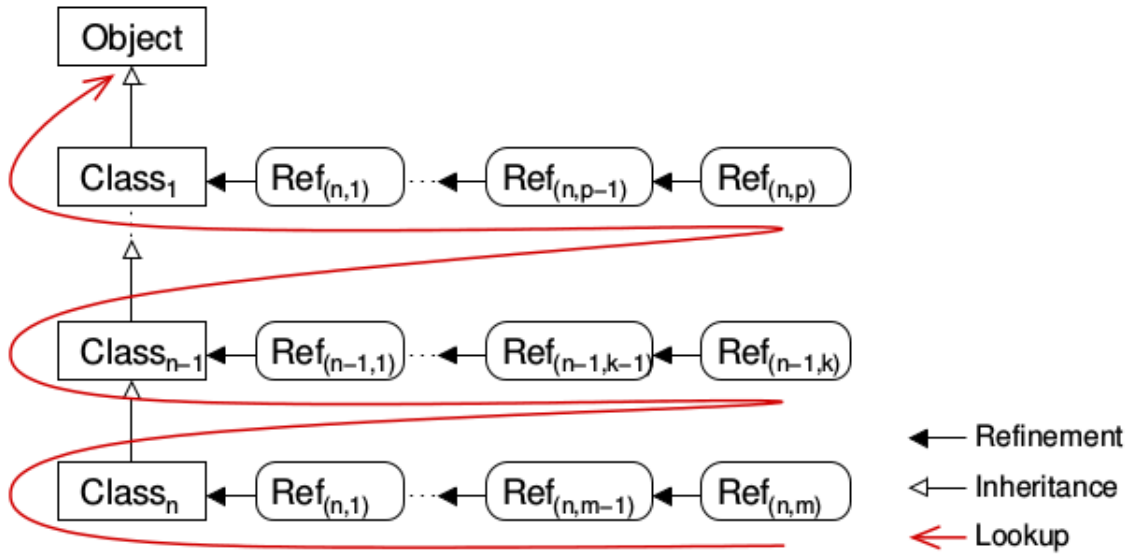 Object
Class₁ Ref₍ₙ,₁₎ ... Ref₍ₙ,ₚ₋₁₎ Ref₍ₙ,ₚ₎
Classₙ₋₁ Ref₍ₙ₋₁,₁₎ ... Ref₍ₙ₋₁,ₖ₋₁₎ Ref₍ₙ₋₁,ₖ₎
Classₙ Ref₍ₙ,₁₎ ... Ref₍ₙ,ₘ₋₁₎ Ref₍ₙ,ₘ₎
Refinement
Inheritance
Lookup